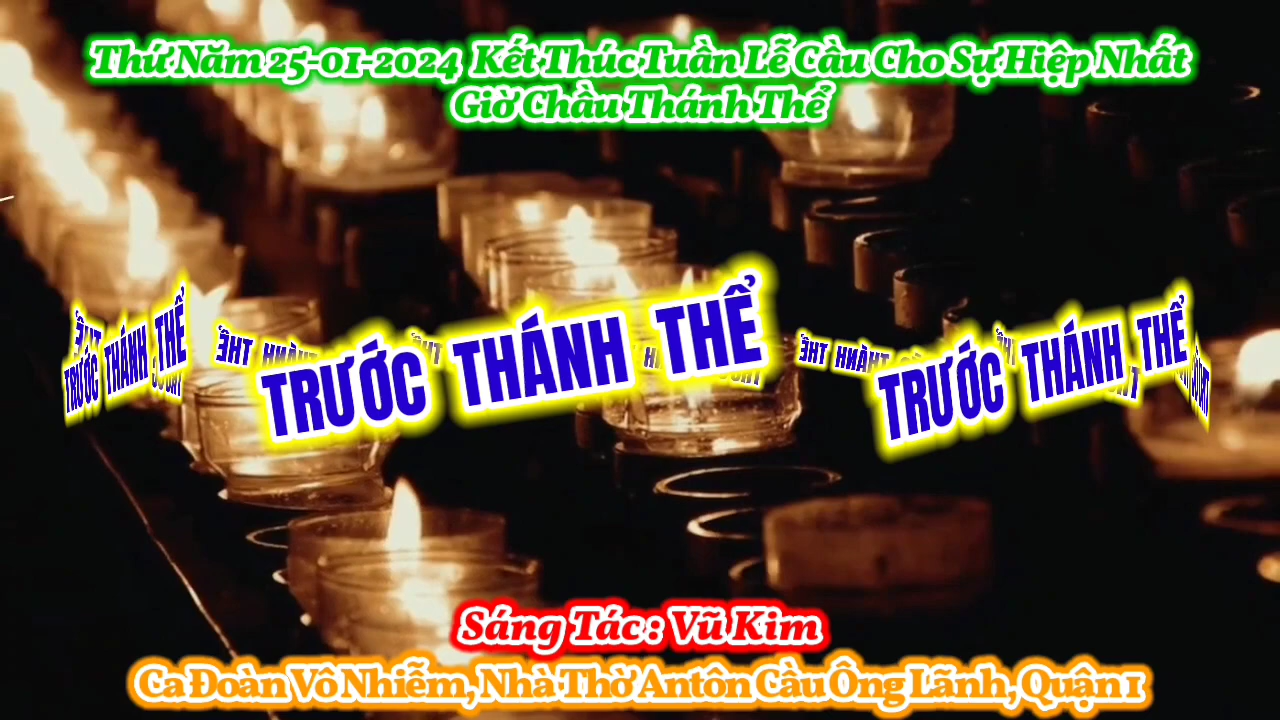 Thứ Năm 25-01-2024 Kết Thúc Tuần Lễ Cầu Cho Sự Hiệp Nhất
Giờ Chầu Thánh Thể
TRƯỚC THÁNH THỂ
TRƯỚC THÁNH THỂ
TRƯỚC THÁNH THỂ
Sáng Tác : Vũ Kim
Ca Đoàn Vô Nhiễm, Nhà Thờ Antôn Cầu Ông Lãnh, Quận 1